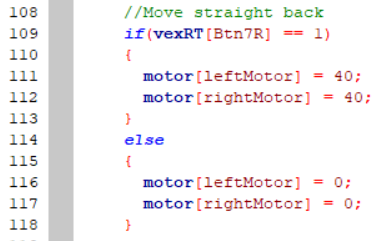 108 //Move straight back
109 if(vexRT[Btn7R] == 1)
110 {
111 motor[leftMotor] = 40;
112 motor[rightMotor] = 40;
113 }
114 else
115 {
116 motor[leftMotor] = 0;
117 motor[rightMotor] = 0;
118 }